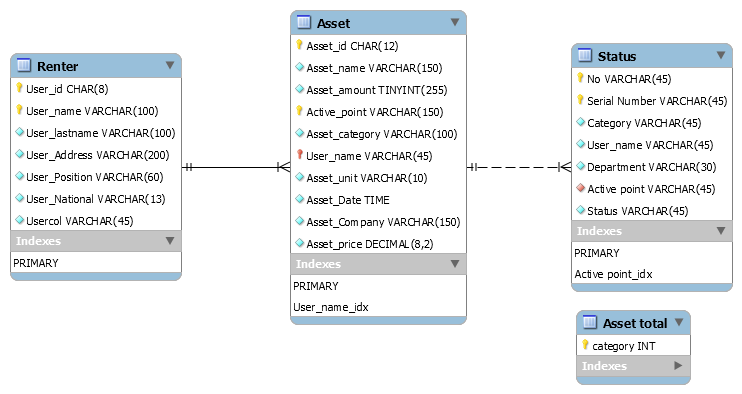 Renter
User_id CHAR(8)
User_name VARCHAR(100)
User_lastname VARCHAR(100)
User_Address VARCHAR(200)
User_Position VARCHAR(60)
User_National VARCHAR(13)
Usercol VARCHAR(45)
Indexes
PRIMARY
Asset
Asset_id CHAR(12)
Asset_name VARCHAR(150)
Asset_amount TINYINT(255)
Active_point VARCHAR(150)
Asset_category VARCHAR(100)
User_name VARCHAR(45)
Asset_unit VARCHAR(10)
Asset_Date TIME
Asset_Company VARCHAR(150)
Asset_price DECIMAL(8,2)
Indexes
PRIMARY
User_name_idx
Status
No VARCHAR(45)
Serial Number VARCHAR(45)
Category VARCHAR(45)
User_name VARCHAR(45)
Department VARCHAR(30)
Active point VARCHAR(45)
Status VARCHAR(45)
Indexes
PRIMARY
Active point_idx
Asset total
category INT
Indexes